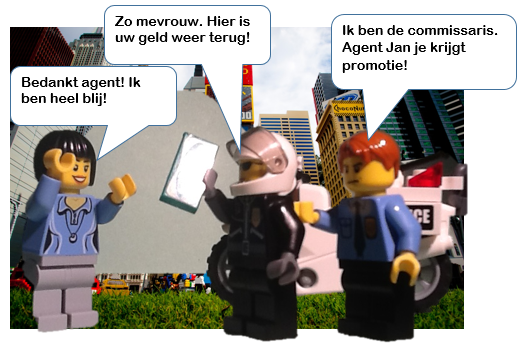 Zo mevrouw. Hier is
uw geld weer terug!
Ik ben de commissaris.
Agent Jan je krijgt
promotie!
Bedankt agent! Ik
ben heel blij!